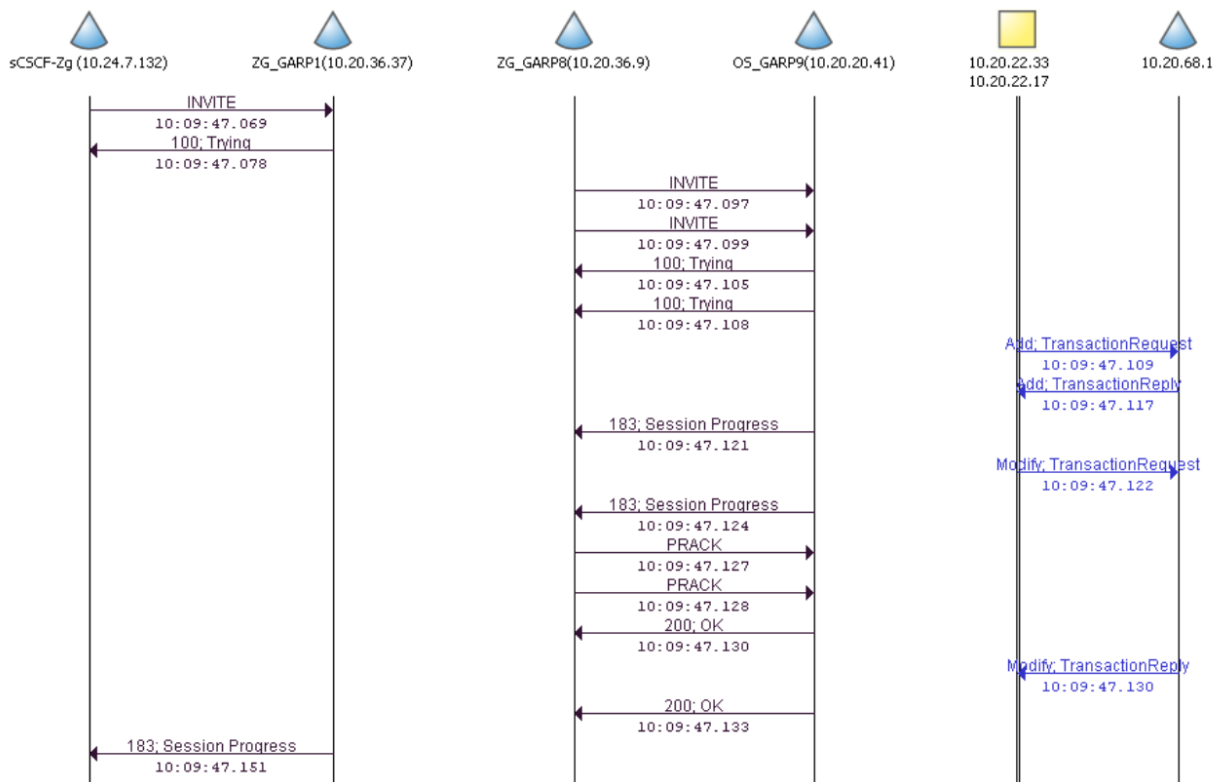 sCSCF-Zg (10.24.7.132)
ZG_GARP1(10.20.36.37)
ZG_GARP8(10.20.36.9)
OS_GARP9(10.20.20.41)
10.20.22.33
10.20.22.17
10.20.68.1
INVITE
10:09:47.069
100; Trying
10:09:47.078
INVITE
10:09:47.097
INVITE
10:09:47.099
100; Trying
10:09:47.105
100; Trying
10:09:47.108
Add; TransactionRequest
10:09:47.109
Add; TransactionReply
10:09:47.117
183; Session Progress
10:09:47.121
Modify; TransactionRequest
10:09:47.122
183; Session Progress
10:09:47.124
PRACK
10:09:47.127
PRACK
10:09:47.128
200; OK
10:09:47.130
Modify; TransactionReply
10:09:47.130
200; OK
10:09:47.133
183; Session Progress
10:09:47.151